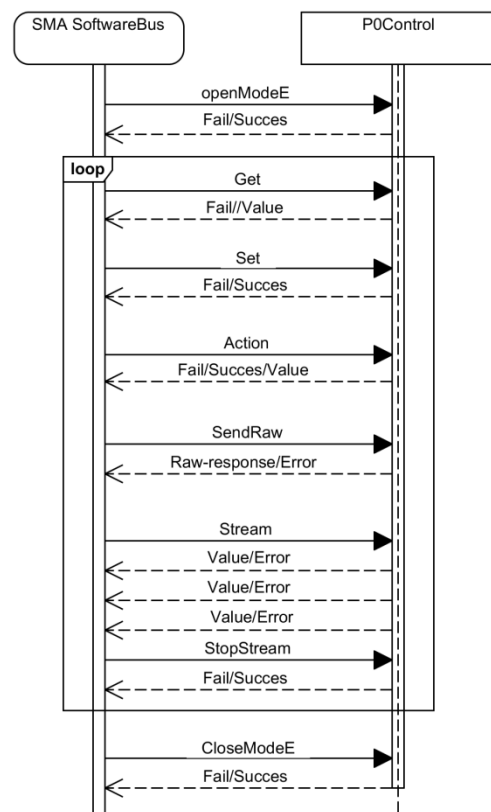 SMA SoftwareBus
P0Control
openModeE
Fail/Succes
loop
Get
Fail//Value
Set
Fail/Succes
Action
Fail/Succes/Value
SendRaw
Raw-response/Error
Stream
Value/Error
Value/Error
Value/Error
StopStream
Fail/Succes
CloseModeE
Fail/Succes